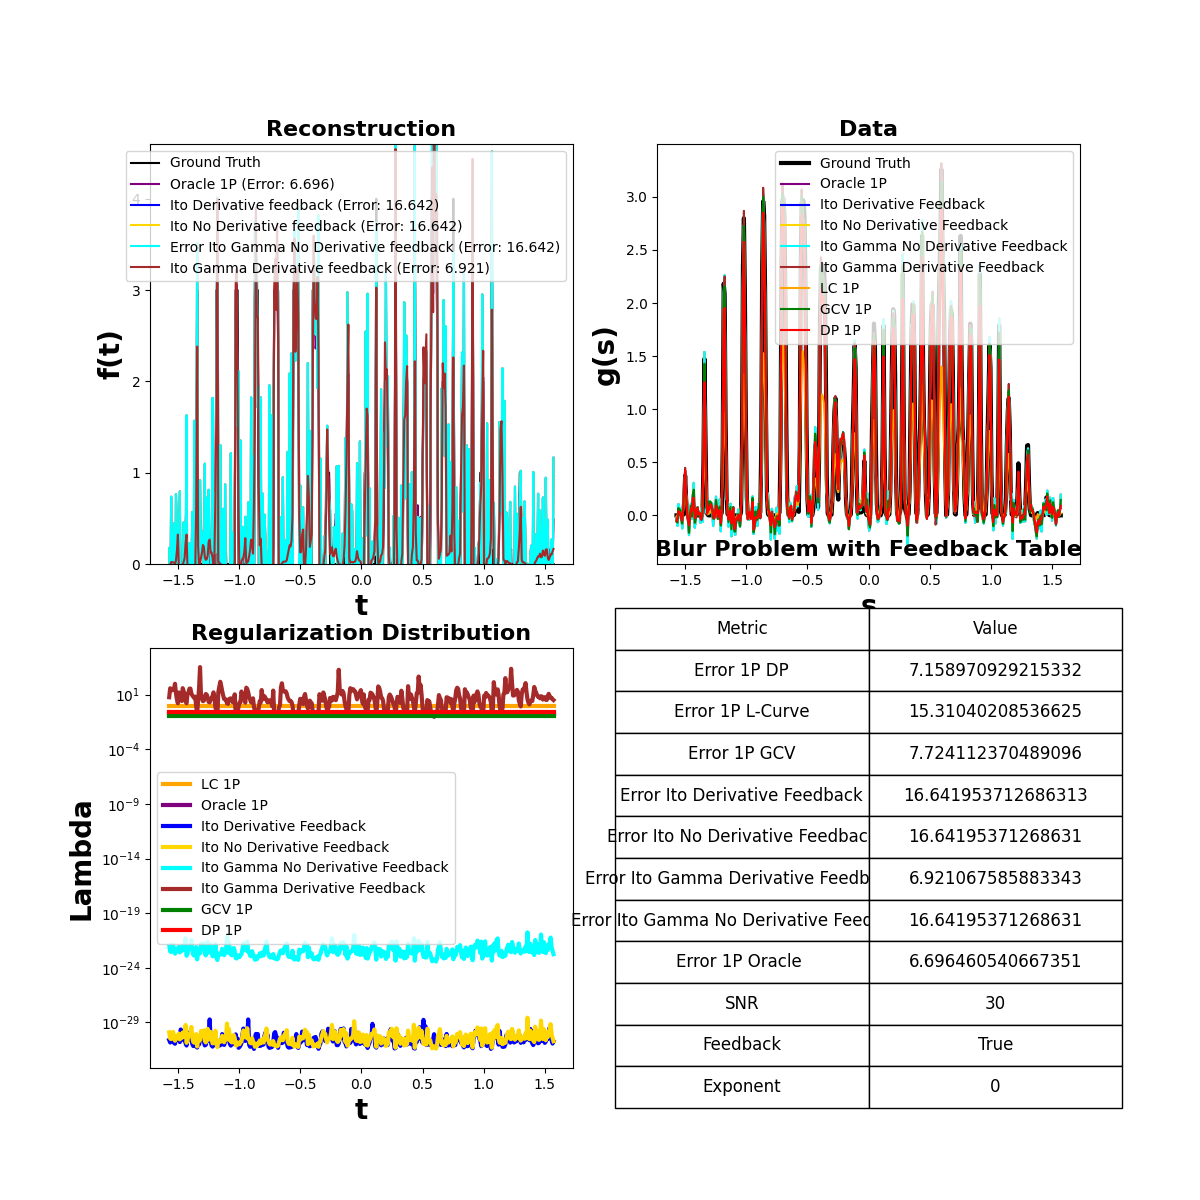 Reconstruction
f(t)
4
3
2
1
0
Ground Truth
Oracle 1P (Error: 6.696)
Ito Derivative feedback (Error: 16.642)
Ito No Derivative feedback (Error: 16.642)
Error Ito Gamma No Derivative feedback (Error: 16.642)
Ito Gamma Derivative feedback (Error: 6.921)
−1.5 −1.0 −0.5 0.0 0.5 1.0 1.5
t
Data
g(s)
3.0
2.5
2.0
1.5
1.0
0.5
0.0
Ground Truth
Oracle 1P
Ito Derivative Feedback
Ito No Derivative Feedback
Ito Gamma No Derivative Feedback
Ito Gamma Derivative Feedback
LC 1P
GCV 1P
DP 1P
−1.5 −1.0 −0.5 0.0 0.5 1.0 1.5
s
Regularization Distribution
Lambda
10^1
10^−4
10^−9
10^−14
10^−19
10^−24
10^−29
LC 1P
Oracle 1P
Ito Derivative Feedback
Ito No Derivative Feedback
Ito Gamma No Derivative Feedback
Ito Gamma Derivative Feedback
GCV 1P
DP 1P
−1.5 −1.0 −0.5 0.0 0.5 1.0 1.5
t
Blur Problem with Feedback Table
Metric Value
Error 1P DP 7.158970929215332
Error 1P L-Curve 15.31040208536625
Error 1P GCV 7.724112370489096
Error Ito Derivative Feedback 16.641953712686313
Error Ito No Derivative Feedbac 16.64195371268631
Error Ito Gamma Derivative Feedb 6.921067585883343
Error Ito Gamma No Derivative Feed 16.64195371268631
Error 1P Oracle 6.696460540667351
SNR 30
Feedback True
Exponent 0